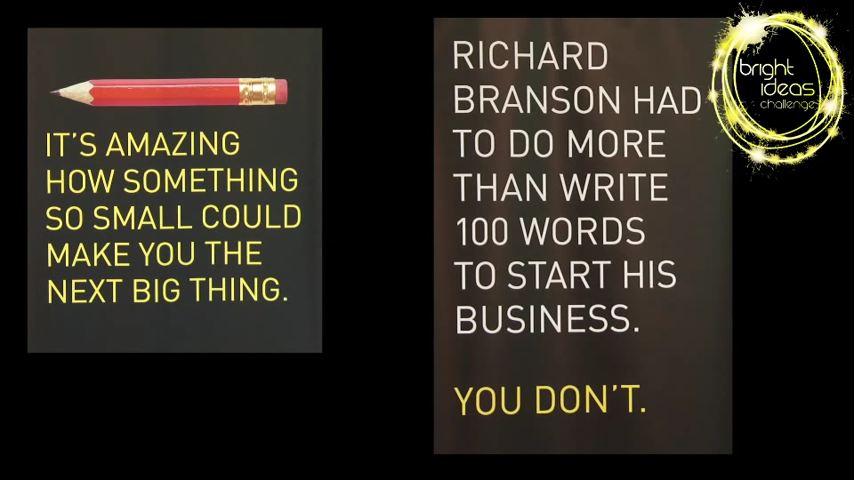 IT'S AMAZING
HOW SOMETHING
SO SMALL COULD
MAKE YOU THE
NEXT BIG THING.
RICHARD
BRANSON HAD
TO DO MORE
THAN WRITE
100 WORDS
TO START HIS
BUSINESS.
YOU DON'T.
bright
ideas
challenge